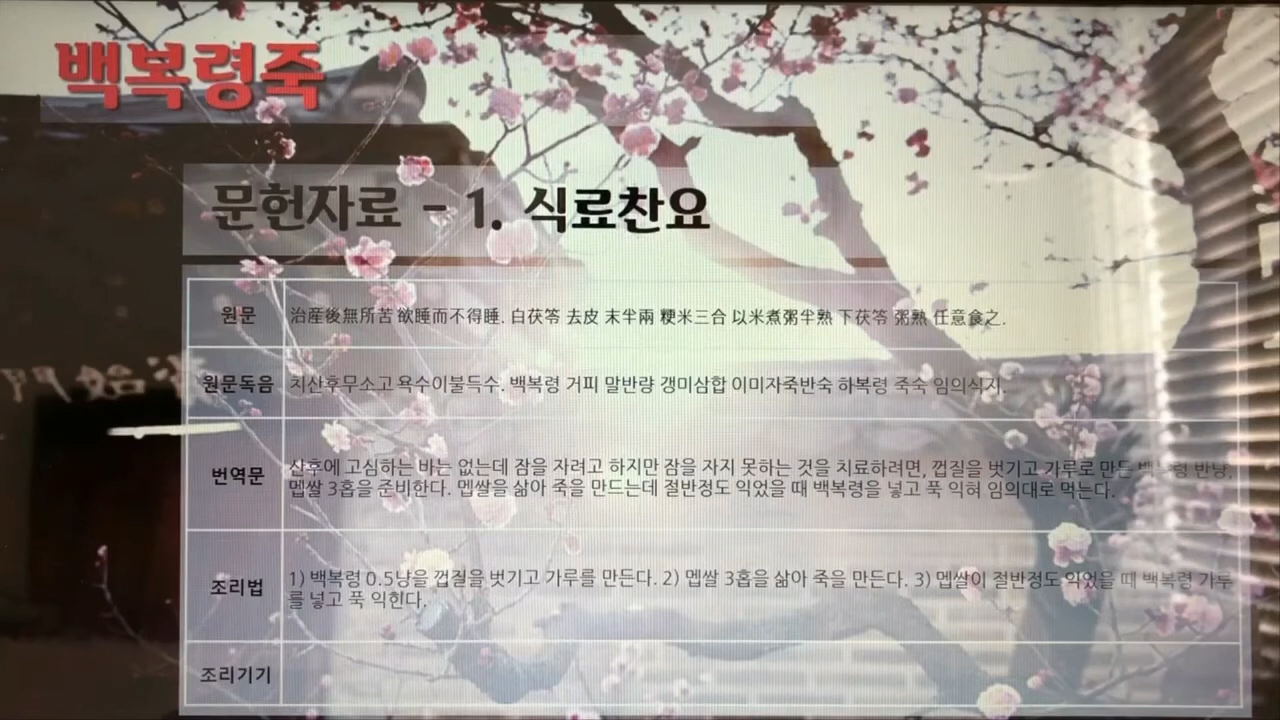 백복령죽
문헌자료 - 1. 식료찬요
원문
治産後無所苦 欲睡而不得睡. 白茯笭 去皮 末半兩 粳米三合 以米煮粥半熟 下茯笭 粥熟 任意食之.
원문독음
치산후무소고 욕수이불득수. 백복령 거피 말반량 갱미삼합 이미자죽반숙 하복령 죽숙 임의식지.
번역문
산후에 고심하는 바는 없는데 잠을 자려고 하지만 잠을 자지 못하는 것을 치료하려면, 껍질을 벗기고 가루로 만든 백복령 반냥,
멥쌀 3홉을 준비한다. 멥쌀을 삶아 죽을 만드는데 절반정도 익었을 때 백복령을 넣고 푹 익혀 임의대로 먹는다.
조리법
1) 백복령 0.5냥을 껍질을 벗기고 가루를 만든다. 2) 멥쌀 3홉을 삶아 죽을 만든다. 3) 멥쌀이 절반정도 익었을 때 백복령 가루
를 넣고 푹 익힌다.
조리기기